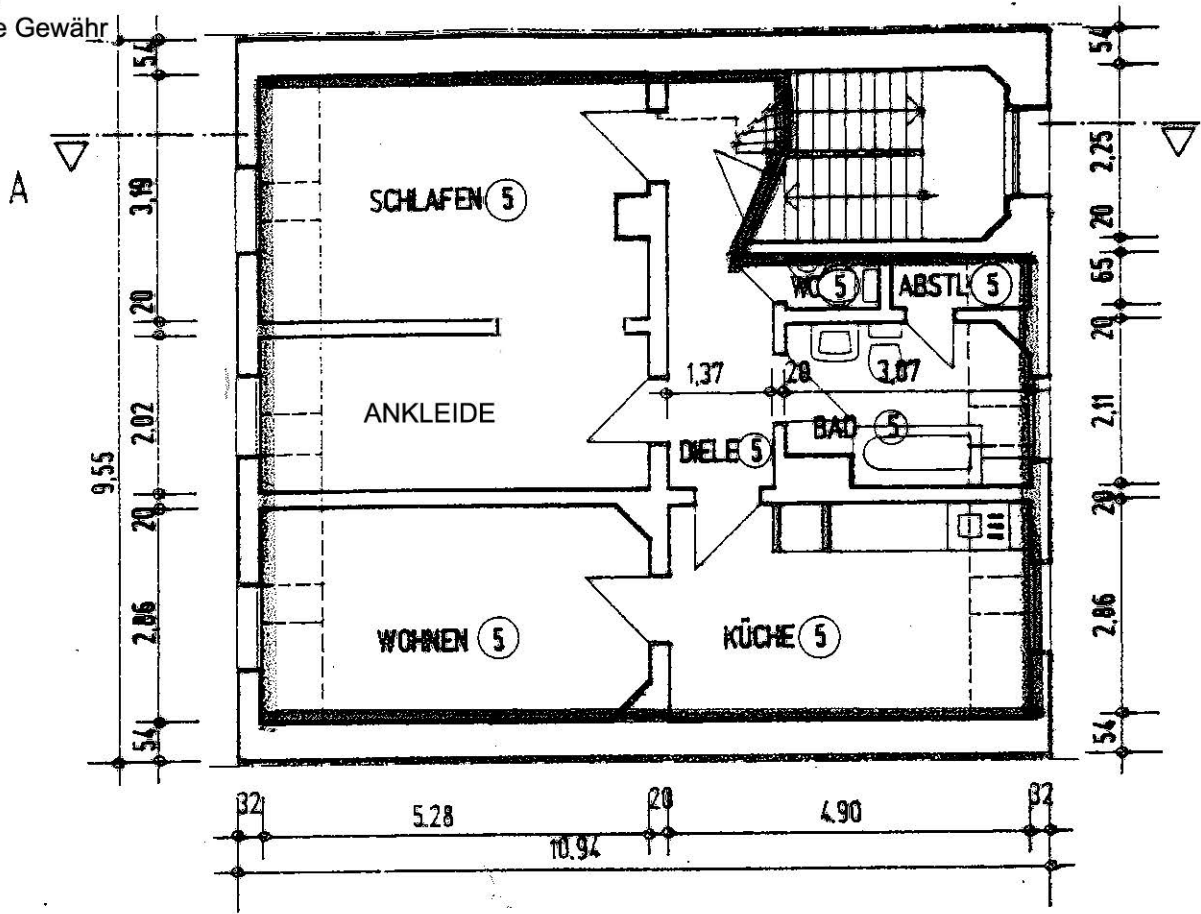 e Gewähr
54
54
A
3,19
2,25
SCHLAFEN 5
20
20
65
WC 5
ABSTL 5
20
1,37
20
3,07
ANKLEIDE
2,02
2,11
BAD 5
DIELE 5
9,55
20
20
2,86
2,86
WOHNEN 5
KÜCHE 5
54
54
32
5.28
20
4.90
32
10.94